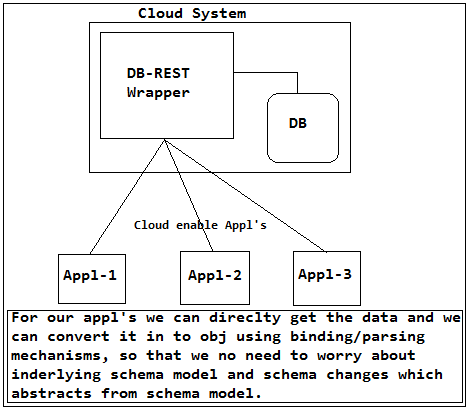 Cloud System
DB-REST
Wrapper
DB
Cloud enable Appl's
Appl-1
Appl-2
Appl-3
For our appl's we can direclty get the data and we
can convert it in to obj using binding/parsing
mechanisms, so that we no need to worry about
inderlying schema model and schema changes which
abstracts from schema model.